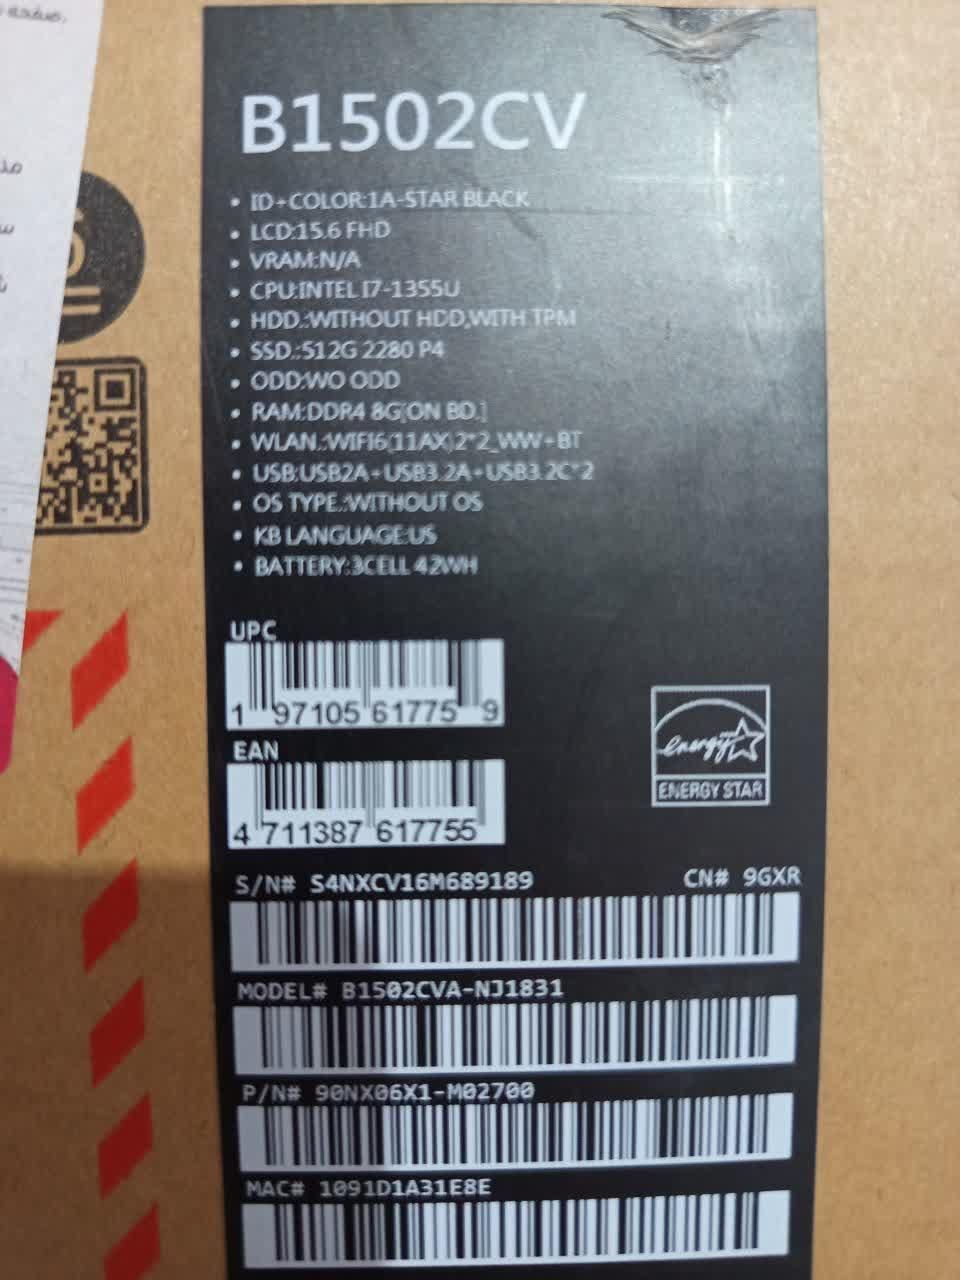 B1502CV
• ID+COLOR:1A-STAR BLACK
• LCD:15.6 FHD
• VRAM:N/A
• CPU:INTEL I7-1355U
• HDD.:WITHOUT HDD,WITH TPM
• SSD.:512G 2280 P4
• ODD:WO ODD
• RAM:DDR4 8G[ON BD.]
• WLAN.:WIFI6(11AX)2*2_WW+BT
• USB:USB2A+USB3.2A+USB3.2C*2
• OS TYPE.:WITHOUT OS
• KB LANGUAGE:US
• BATTERY:3CELL 42WH
UPC
1 97105 61775 9
EAN
4 711387 617755
energy
ENERGY STAR
S/N# S4NXCV16M689189 CN# 9GXR
MODEL# B1502CVA-NJ1831
P/N# 90NX06X1-M02700
MAC# 1091D1A31E8E